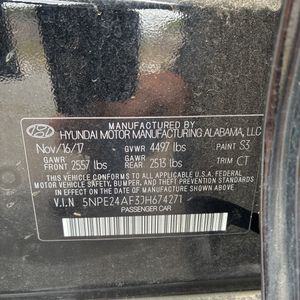 MANUFACTURED BY
HYUNDAI MOTOR MANUFACTURING ALABAMA, LLC
Nov/16/17 GVWR 4497 lbs PAINT S3
GAWR FRONT 2557 lbs GAWR REAR 2513 lbs TRIM CT
THIS VEHICLE CONFORMS TO ALL APPLICABLE U.S. FEDERAL
MOTOR VEHICLE SAFETY, BUMPER, AND THEFT PREVENTION STANDARDS
IN EFFECT ON THE DATE OF MANUFACTURE SHOWN ABOVE.
V.I.N 5NPE24AF3JH674271
PASSENGER CAR